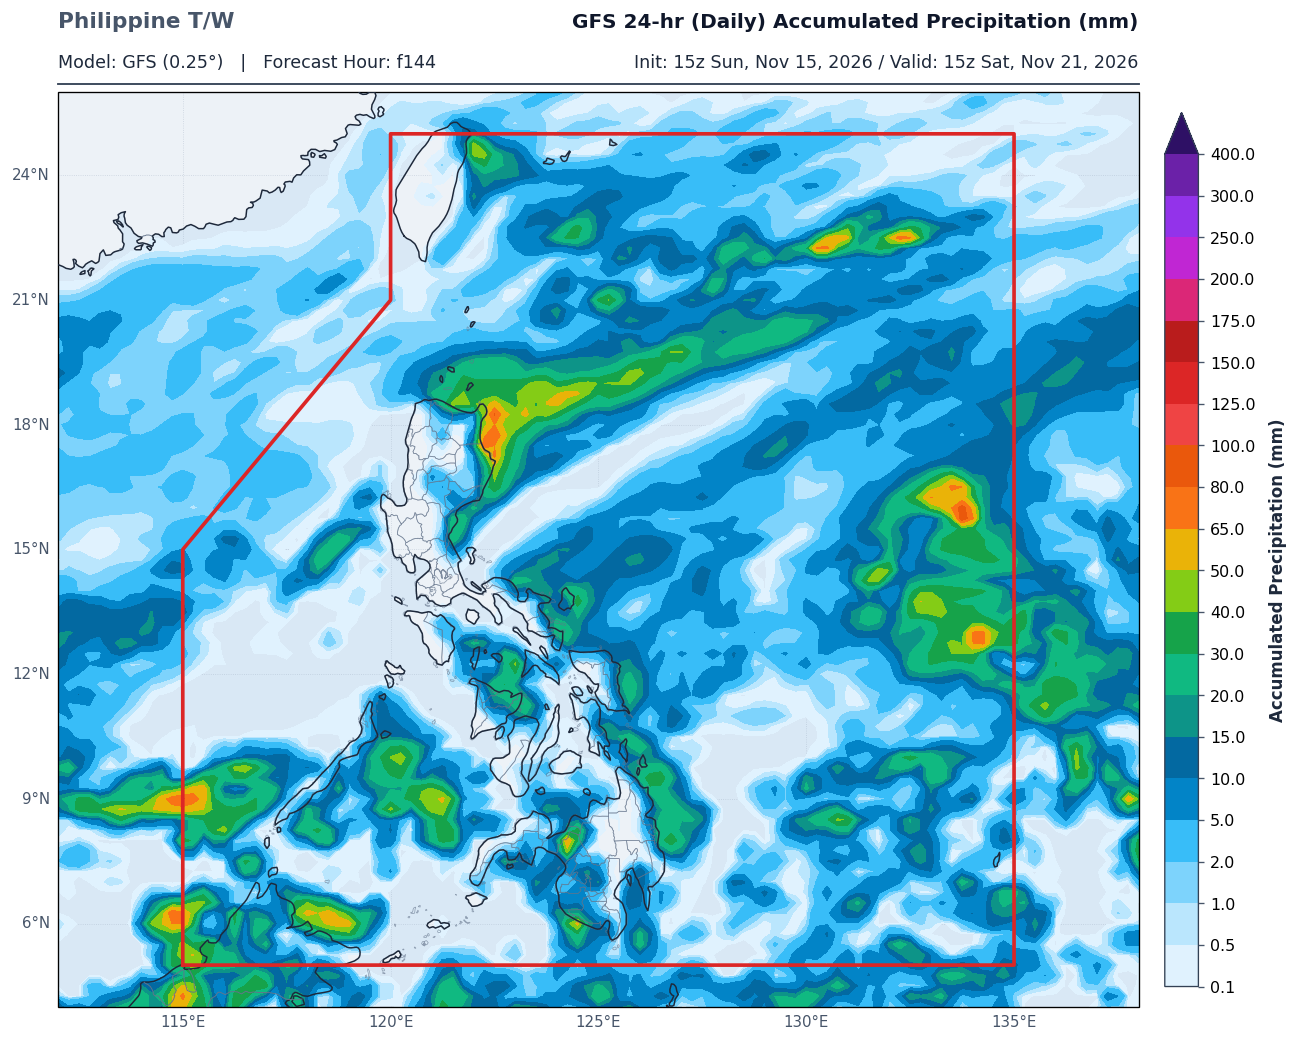 Philippine T/W
GFS 24-hr (Daily) Accumulated Precipitation (mm)
Model: GFS (0.25°)   |   Forecast Hour: f144
Init: 15z Sun, Nov 15, 2026 / Valid: 15z Sat, Nov 21, 2026
24°N
21°N
18°N
15°N
12°N
9°N
6°N
115°E
120°E
125°E
130°E
135°E
400.0
300.0
250.0
200.0
175.0
150.0
125.0
100.0
80.0
65.0
50.0
40.0
30.0
20.0
15.0
10.0
5.0
2.0
1.0
0.5
0.1
Accumulated Precipitation (mm)